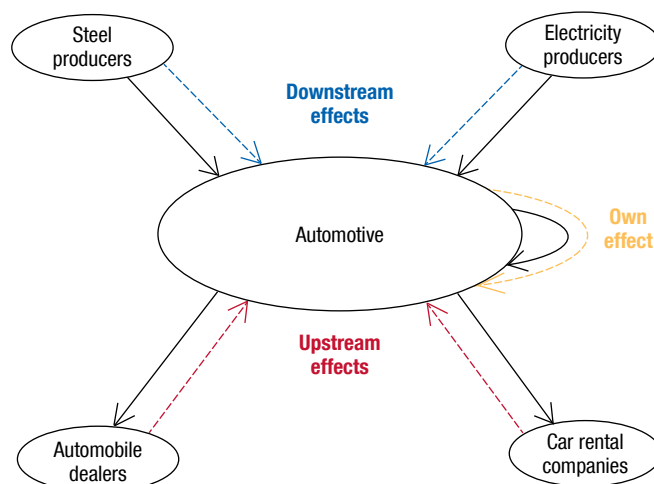 Steel
producers
Electricity
producers
Downstream
effects
Automotive
Own
effect
Upstream
effects
Automobile
dealers
Car rental
companies